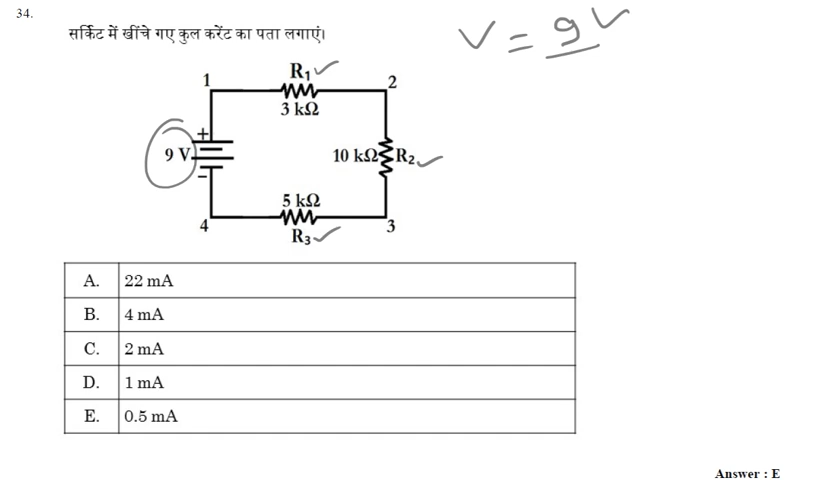 34.
सर्किट में खींचे गए कुल करेंट का पता लगाएं।
V = 9V
R1
1
2
3 kΩ
+
9 V
-
10 kΩ
R2
5 kΩ
4
3
R3
A. 22 mA
B. 4 mA
C. 2 mA
D. 1 mA
E. 0.5 mA
Answer : E